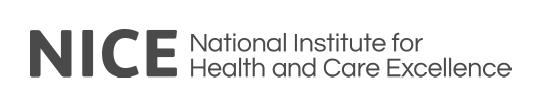 NICE National Institute for
Health and Care Excellence